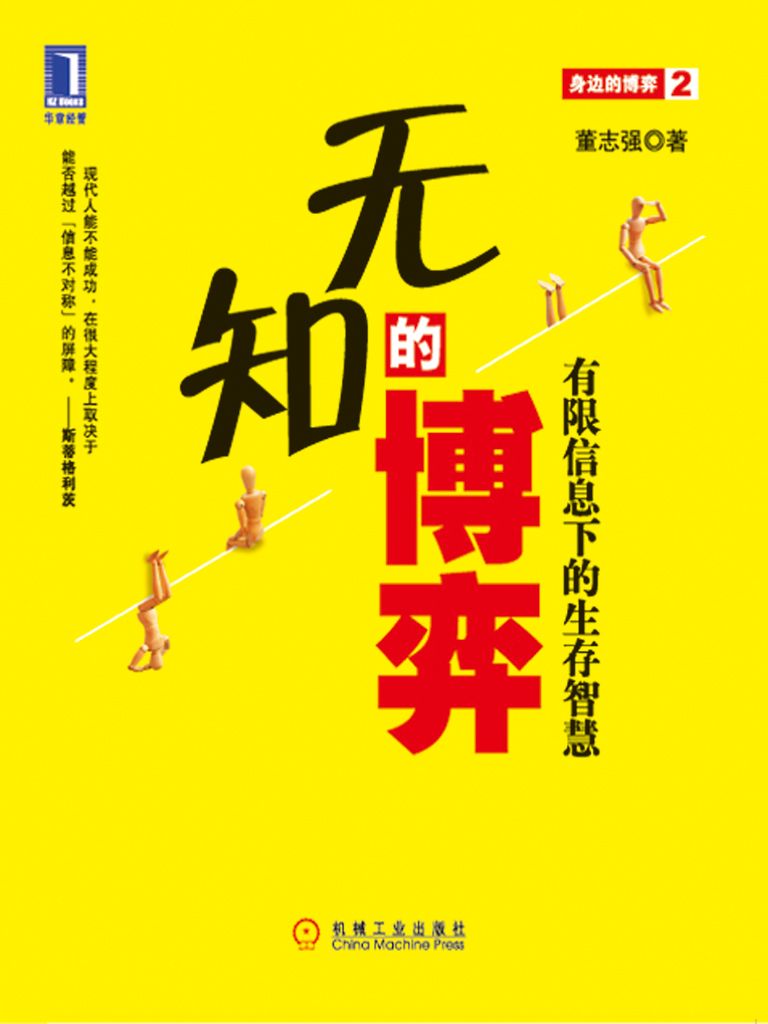 HZ Books
华章经管
身边的博弈 2
董志强◎著
无知的博弈
有限信息下的生存智慧
现代人能不能成功，在很大程度上取决于
能否越过「信息不对称」的屏障。——斯蒂格利茨
机械工业出版社
China Machine Press